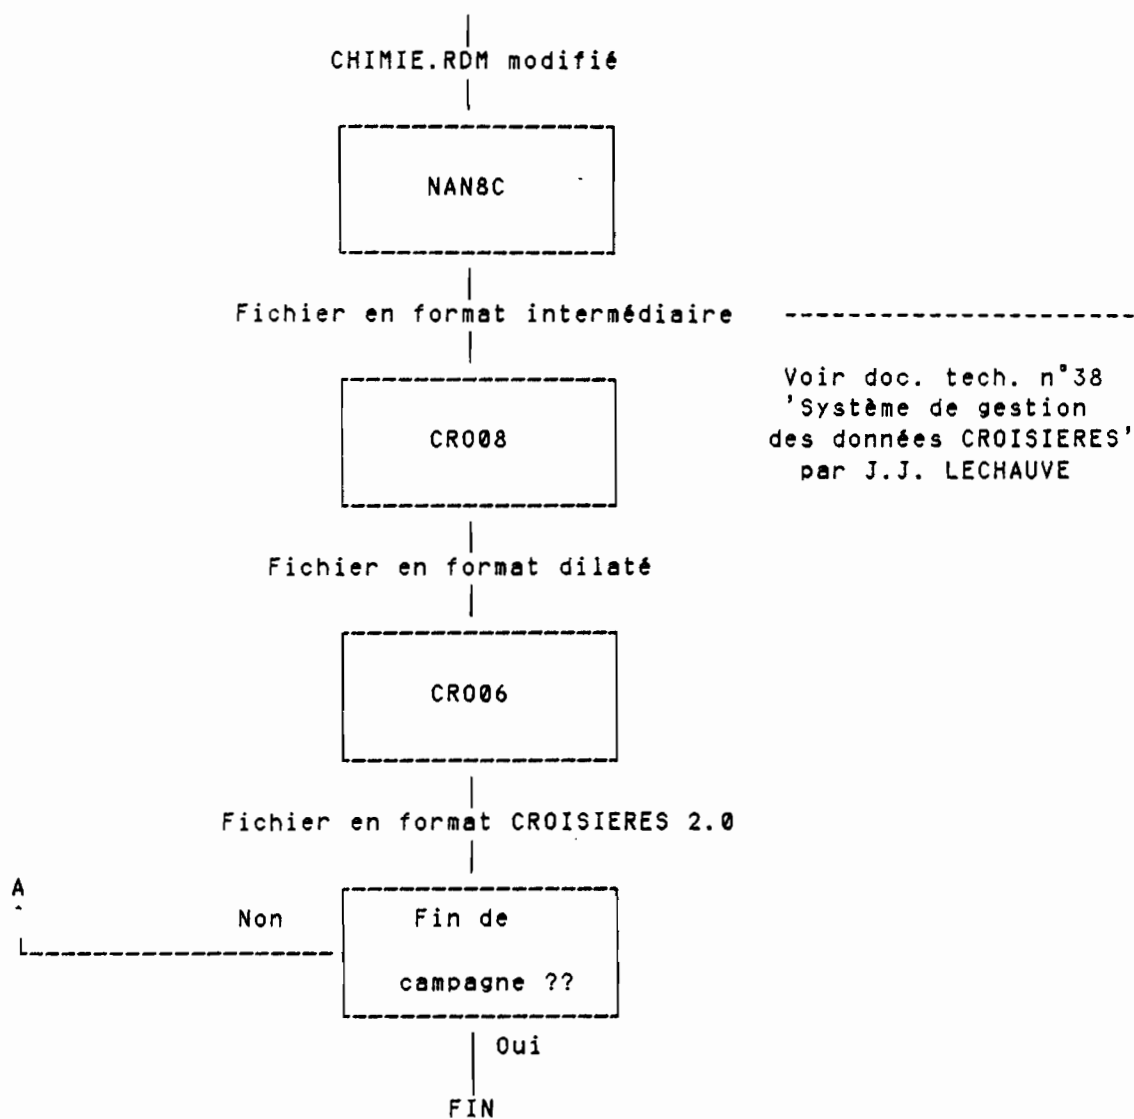 CHIMIE.RDM modifié
NAN8C
Fichier en format intermédiaire
Voir doc. tech. n°38
'Système de gestion
des données CROISIERES'
par J.J. LECHAUVE
CRO08
Fichier en format dilaté
CRO06
Fichier en format CROISIERES 2.0
A
Non
Fin de
campagne ??
Oui
FIN